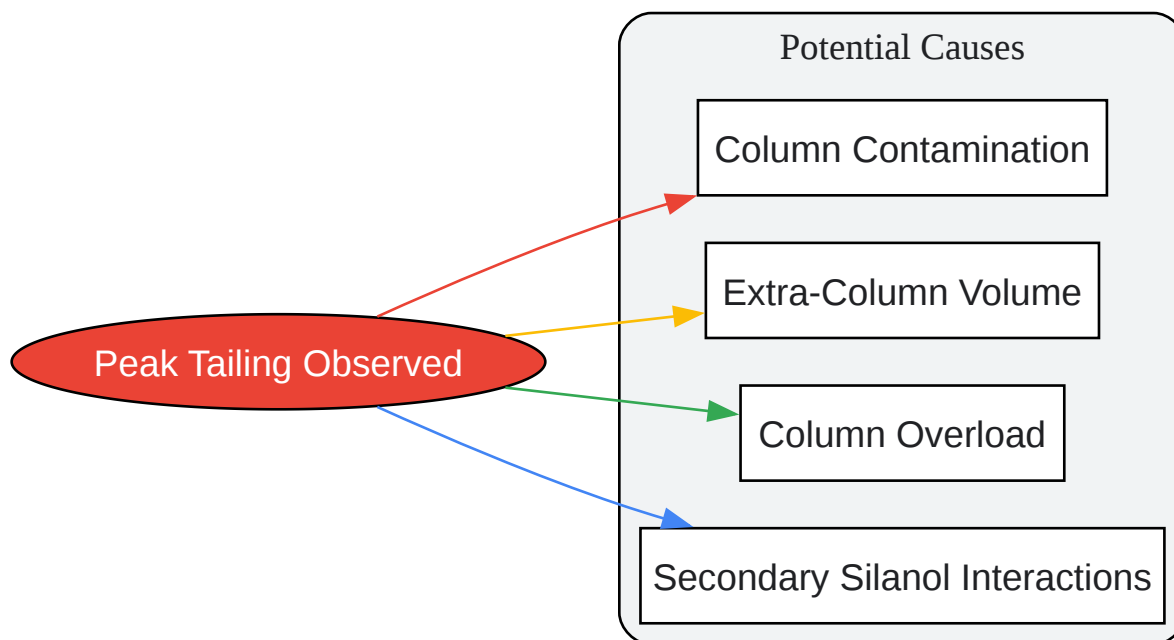 Potential Causes
Column Contamination
Extra-Column Volume
Peak Tailing Observed
Column Overload
Secondary Silanol Interactions